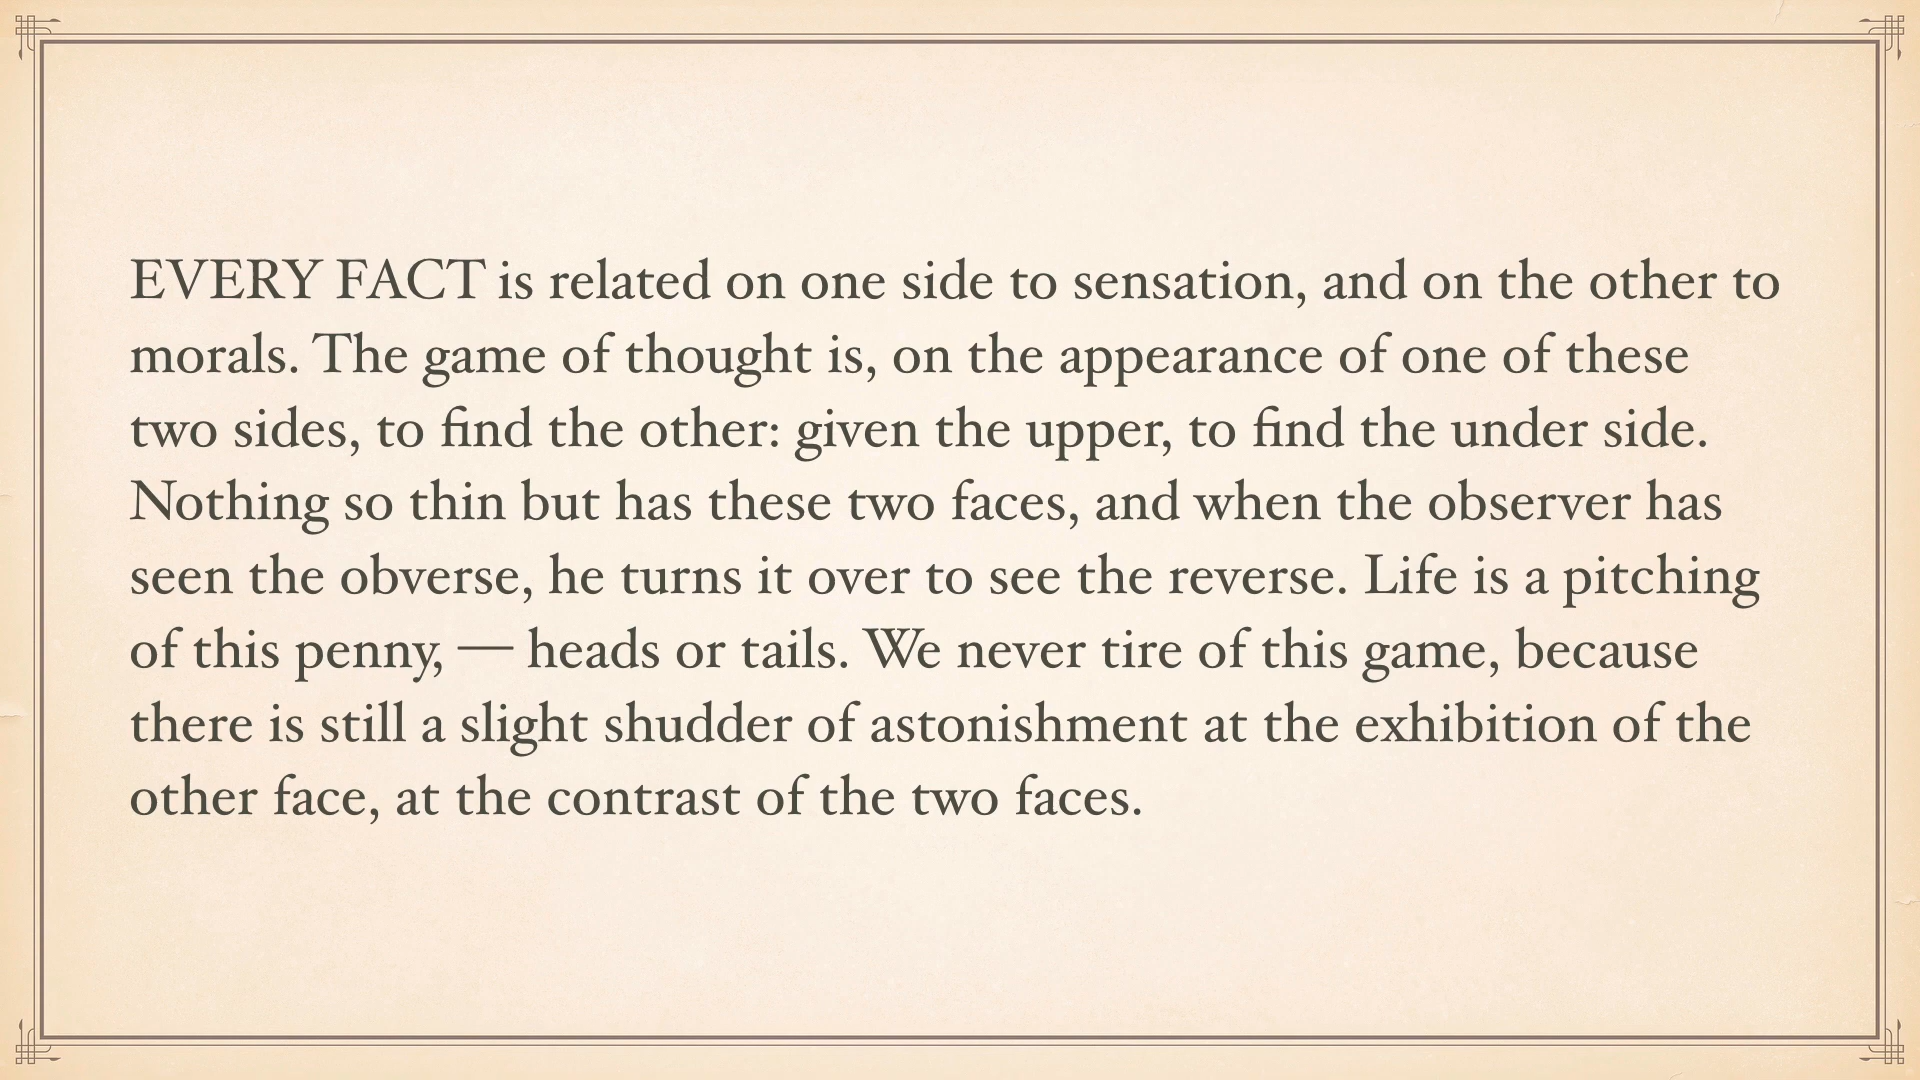 EVERY FACT is related on one side to sensation, and on the other to
morals. The game of thought is, on the appearance of one of these
two sides, to find the other: given the upper, to find the under side.
Nothing so thin but has these two faces, and when the observer has
seen the obverse, he turns it over to see the reverse. Life is a pitching
of this penny, — heads or tails. We never tire of this game, because
there is still a slight shudder of astonishment at the exhibition of the
other face, at the contrast of the two faces.